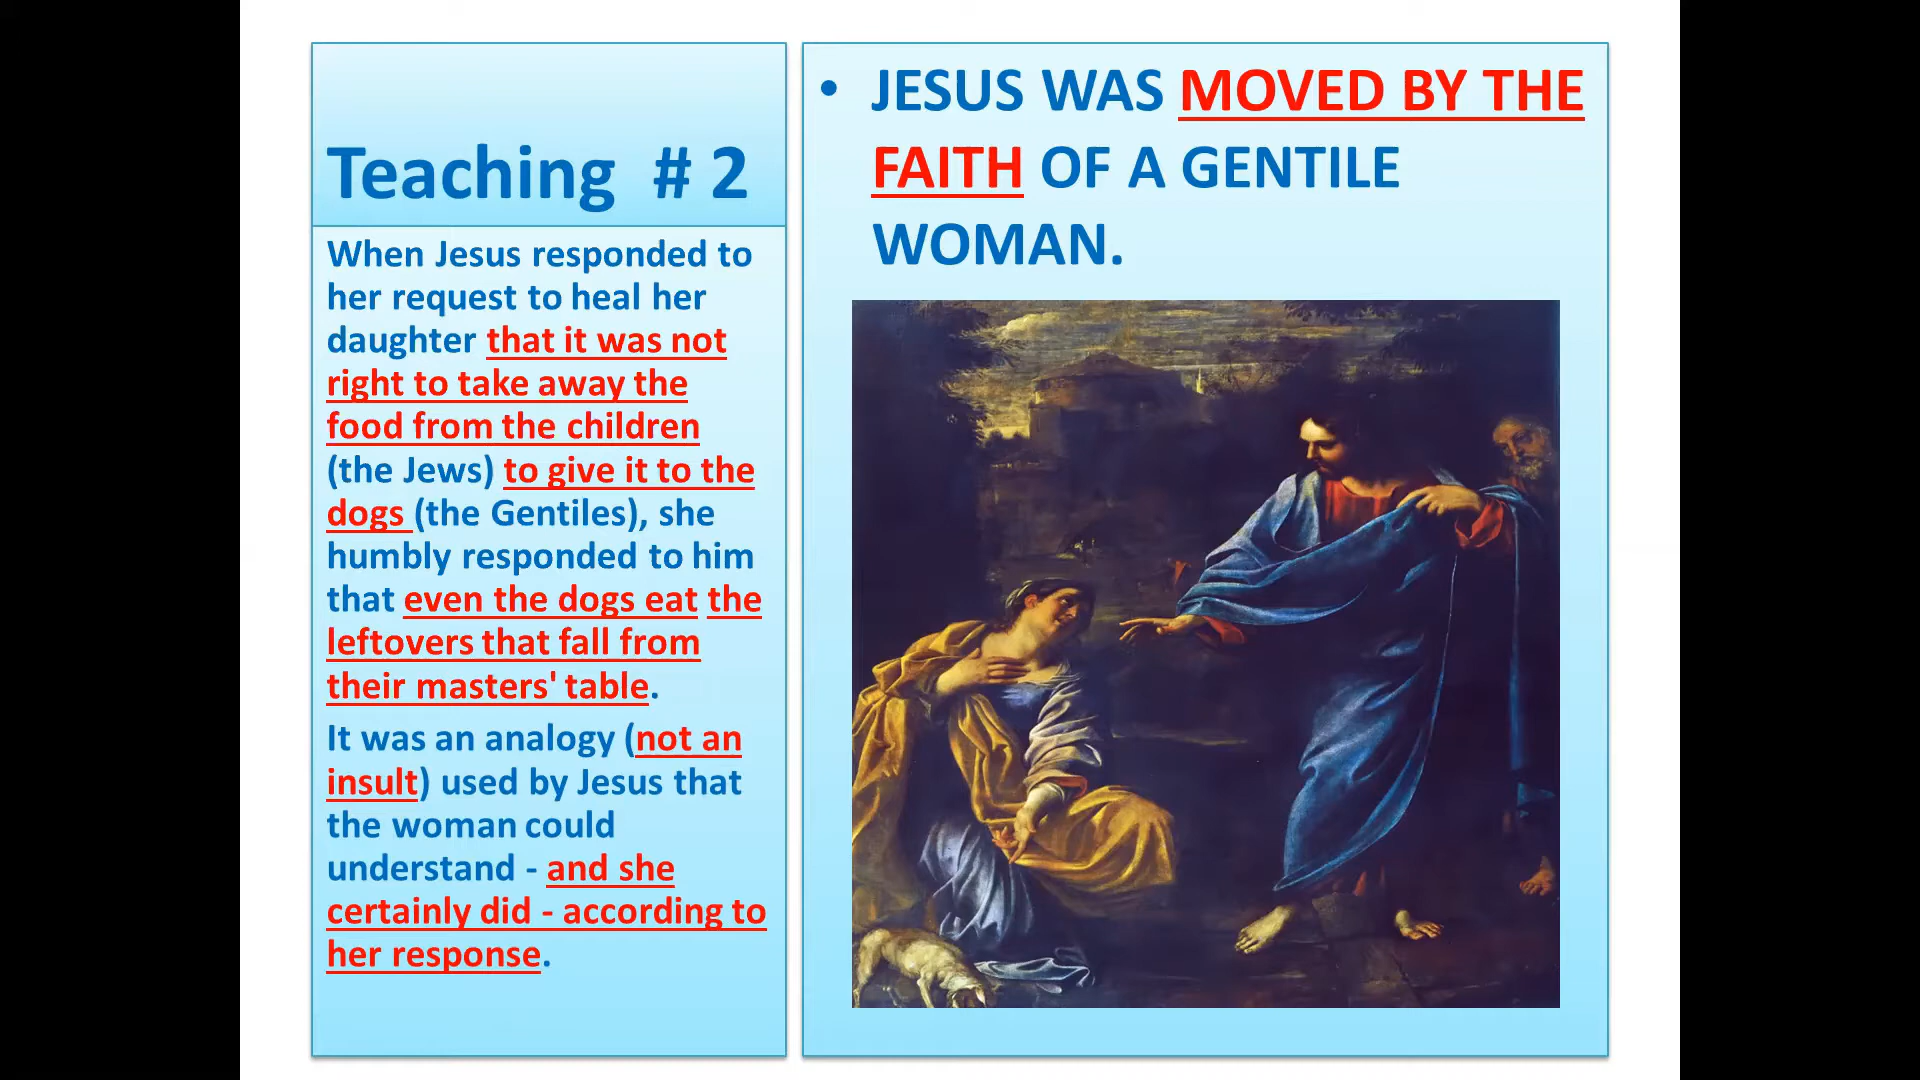 Teaching # 2
When Jesus responded to
her request to heal her
daughter that it was not
right to take away the
food from the children
(the Jews) to give it to the
dogs (the Gentiles), she
humbly responded to him
that even the dogs eat the
leftovers that fall from
their masters' table.
It was an analogy (not an
insult) used by Jesus that
the woman could
understand - and she
certainly did - according to
her response.
• JESUS WAS MOVED BY THE
FAITH OF A GENTILE
WOMAN.